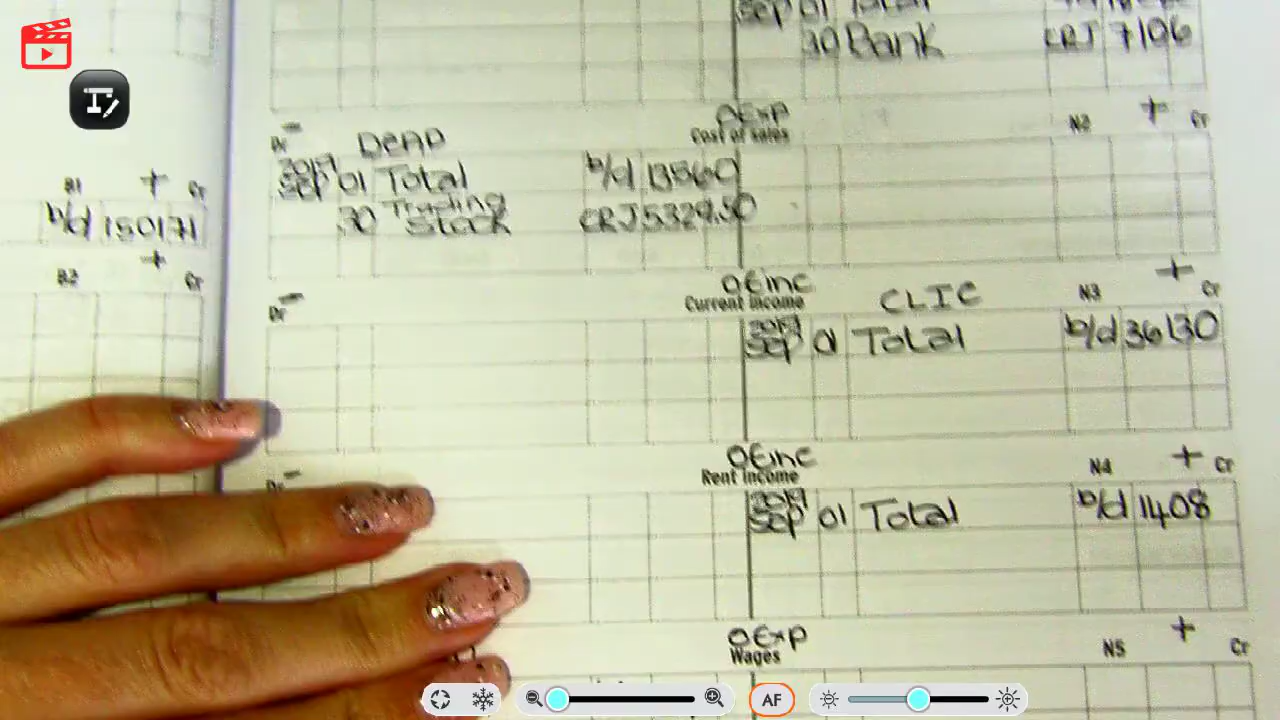 Sep 01 Total
30 Bank CRJ 7106
OExp
Dr - DEAD Cost of sales N2 + Cr
2019
Sep 01 Total b/d 13560
30 Trading
Stock CRJ 5329.50
B1 + Cr
b/d 150171
B2 + Cr
OEinc
Dr - Current income CLIC N3 + Cr
2019
Sep 01 Total b/d 36130
OEinc
Dr - Rent income N4 + Cr
2019
Sep 01 Total b/d 1408
OExp
Wages N5 + Cr
AF